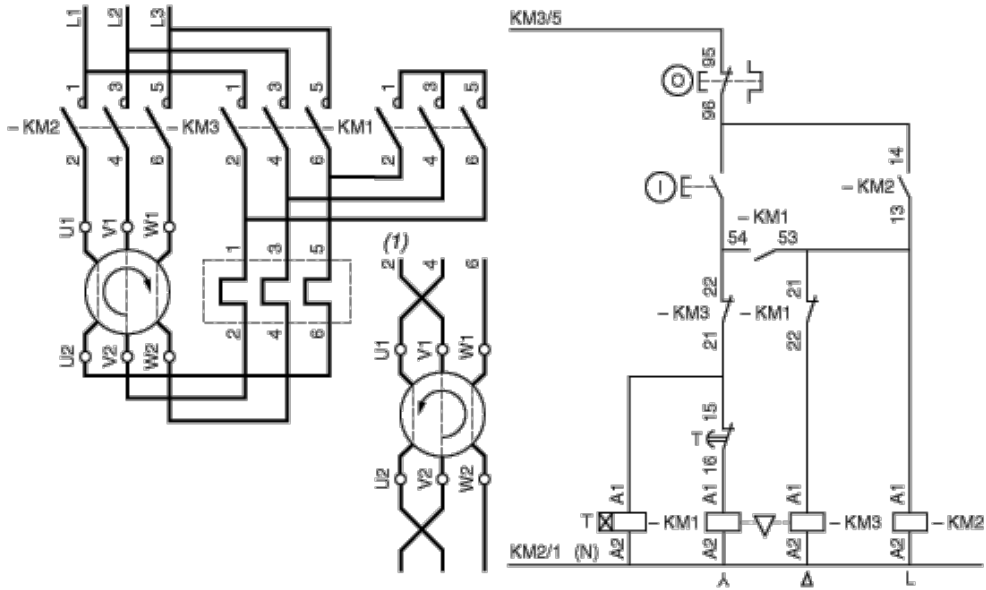 L1 L2 L3
1 3 5 1 3 5 1 3 5
– KM2 – KM3 – KM1
2 4 6 2 4 6 2 4 6
U1 V1 W1
1 3 5
2 4 6
U2 V2 W2
(1)
2 4 6
U1 V1 W1
U2 V2 W2
KM3/5
95
O
96
14
I
– KM2
13
– KM1
54 53
22 21
– KM3 – KM1
21 22
15
T
16
A1 A1 A1 A1
T – KM1 – KM3 – KM2
A2 A2 A2 A2
KM2/1 (N)
Δ L